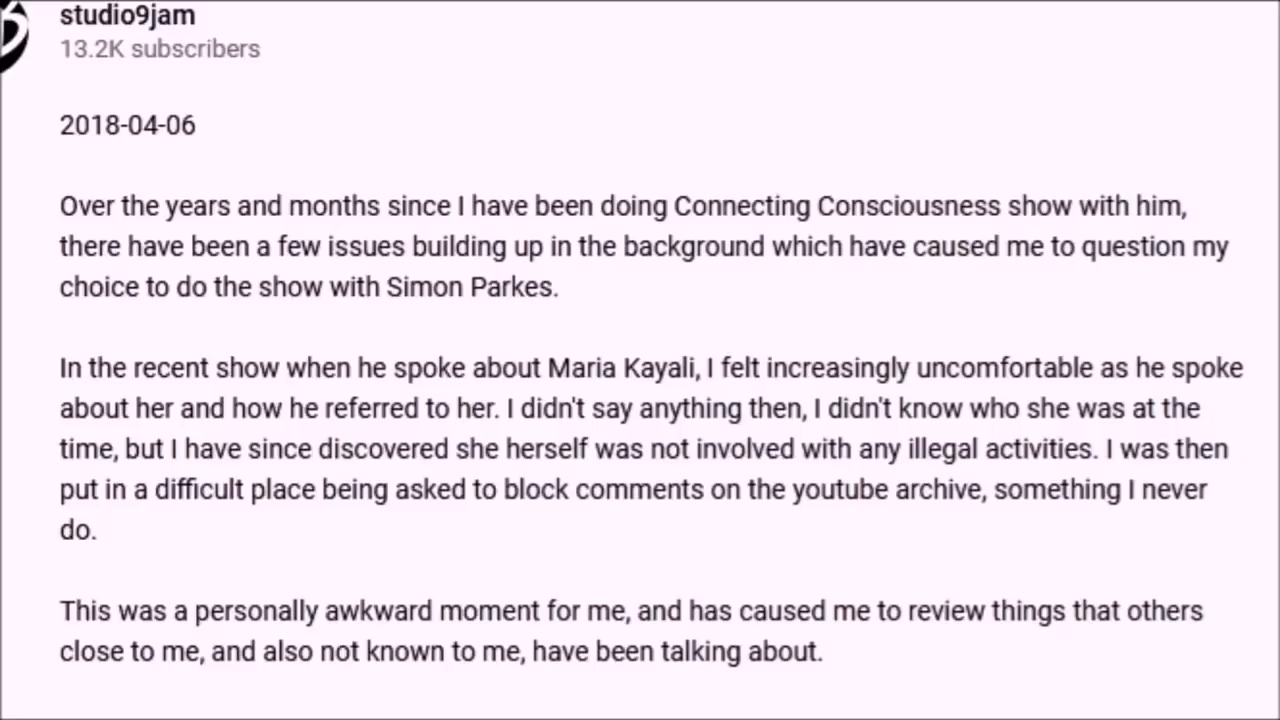 studio9jam
13.2K subscribers
2018-04-06
Over the years and months since I have been doing Connecting Consciousness show with him,
there have been a few issues building up in the background which have caused me to question my
choice to do the show with Simon Parkes.
In the recent show when he spoke about Maria Kayali, I felt increasingly uncomfortable as he spoke
about her and how he referred to her. I didn't say anything then, I didn't know who she was at the
time, but I have since discovered she herself was not involved with any illegal activities. I was then
put in a difficult place being asked to block comments on the youtube archive, something I never
do.
This was a personally awkward moment for me, and has caused me to review things that others
close to me, and also not known to me, have been talking about.